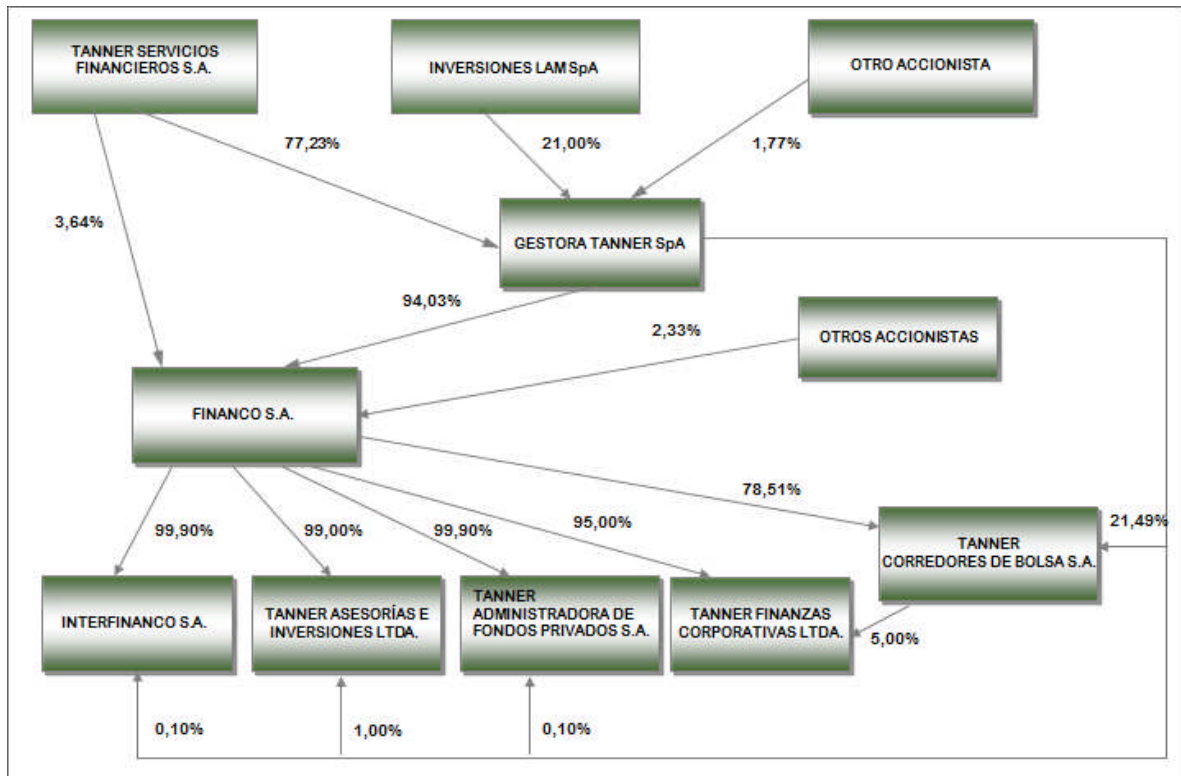 TANNER SERVICIOS
FINANCIEROS S.A.
INVERSIONES LAM SpA
OTRO ACCIONISTA
77,23%
21,00%
1,77%
3,64%
GESTORA TANNER SpA
94,03%
2,33%
OTROS ACCIONISTAS
FINANCO S.A.
78,51%
99,90%
99,00%
99,90%
95,00%
21,49%
TANNER
CORREDORES DE BOLSA S.A.
INTERFINANCO S.A.
TANNER ASESORÍAS E
INVERSIONES LTDA.
TANNER
ADMINISTRADORA DE
FONDOS PRIVADOS S.A.
TANNER FINANZAS
CORPORATIVAS LTDA.
5,00%
0,10%
1,00%
0,10%